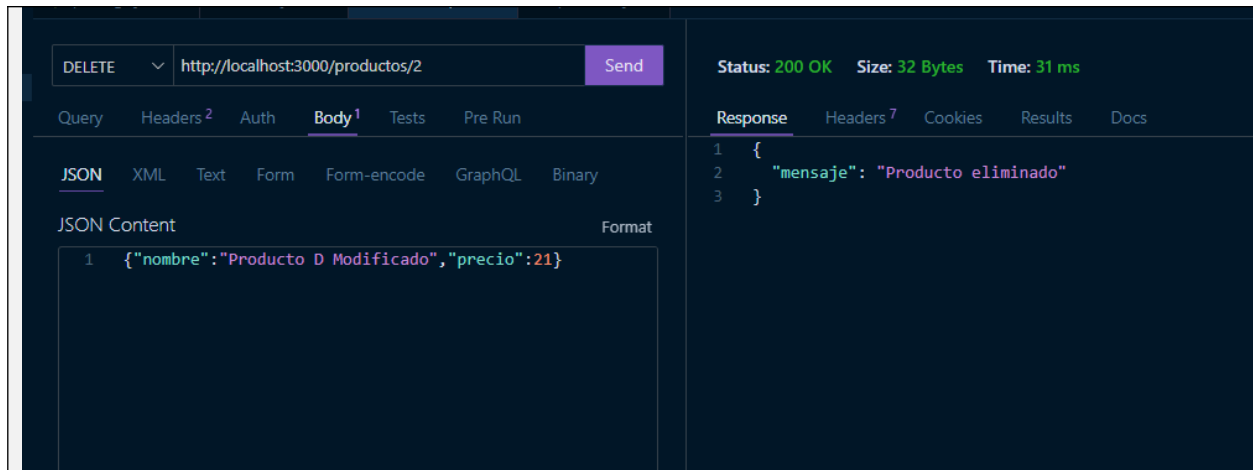 DELETE http://localhost:3000/productos/2 Send
Query Headers 2 Auth Body 1 Tests Pre Run
JSON XML Text Form Form-encode GraphQL Binary
JSON Content Format
1 {"nombre":"Producto D Modificado","precio":21}
Status: 200 OK Size: 32 Bytes Time: 31 ms
Response Headers 7 Cookies Results Docs
1 {
2 "mensaje": "Producto eliminado"
3 }